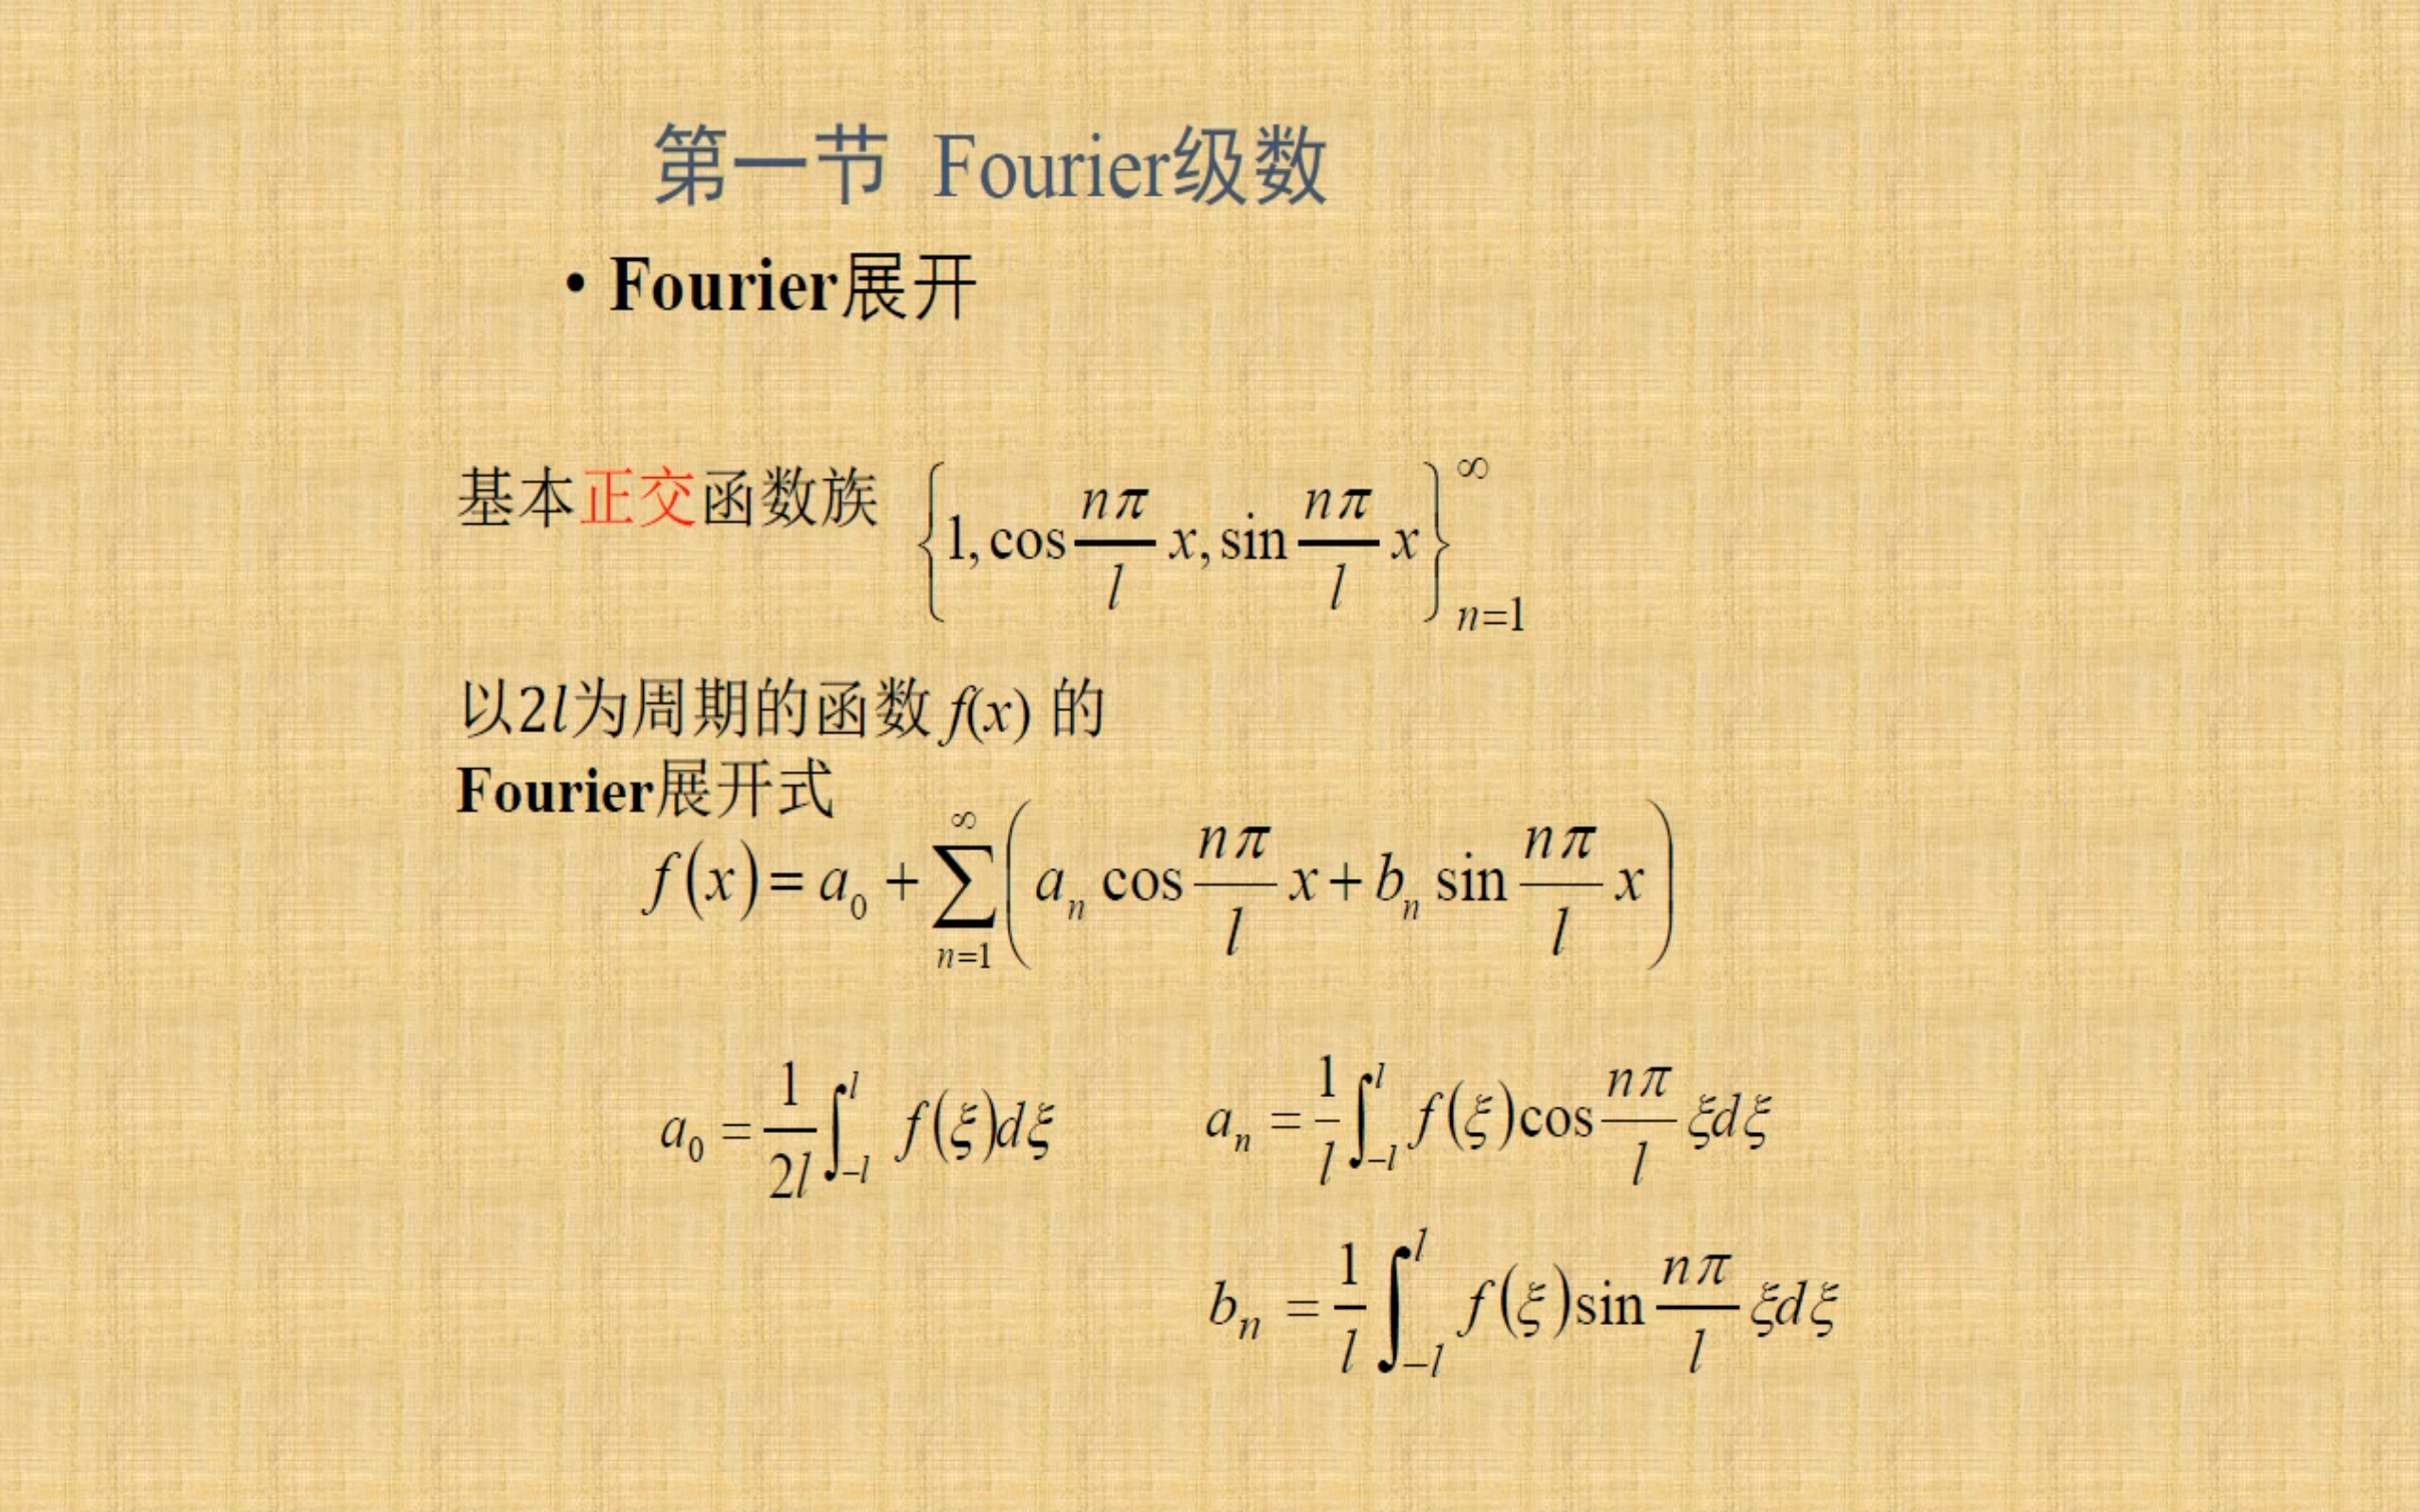 第一节 Fourier级数
• Fourier展开
基本正交函数族 $\left\{1,\cos\frac{n\pi}{l}x,\sin\frac{n\pi}{l}x\right\}_{n=1}^{\infty}$
以2l为周期的函数 f(x) 的
Fourier展开式
$f(x)=a_0+\sum_{n=1}^{\infty}\left(a_n\cos\frac{n\pi}{l}x+b_n\sin\frac{n\pi}{l}x\right)$
$a_0=\frac{1}{2l}\int_{-l}^{l}f(\xi)d\xi$ $a_n=\frac{1}{l}\int_{-l}^{l}f(\xi)\cos\frac{n\pi}{l}\xi d\xi$
$b_n=\frac{1}{l}\int_{-l}^{l}f(\xi)\sin\frac{n\pi}{l}\xi d\xi$